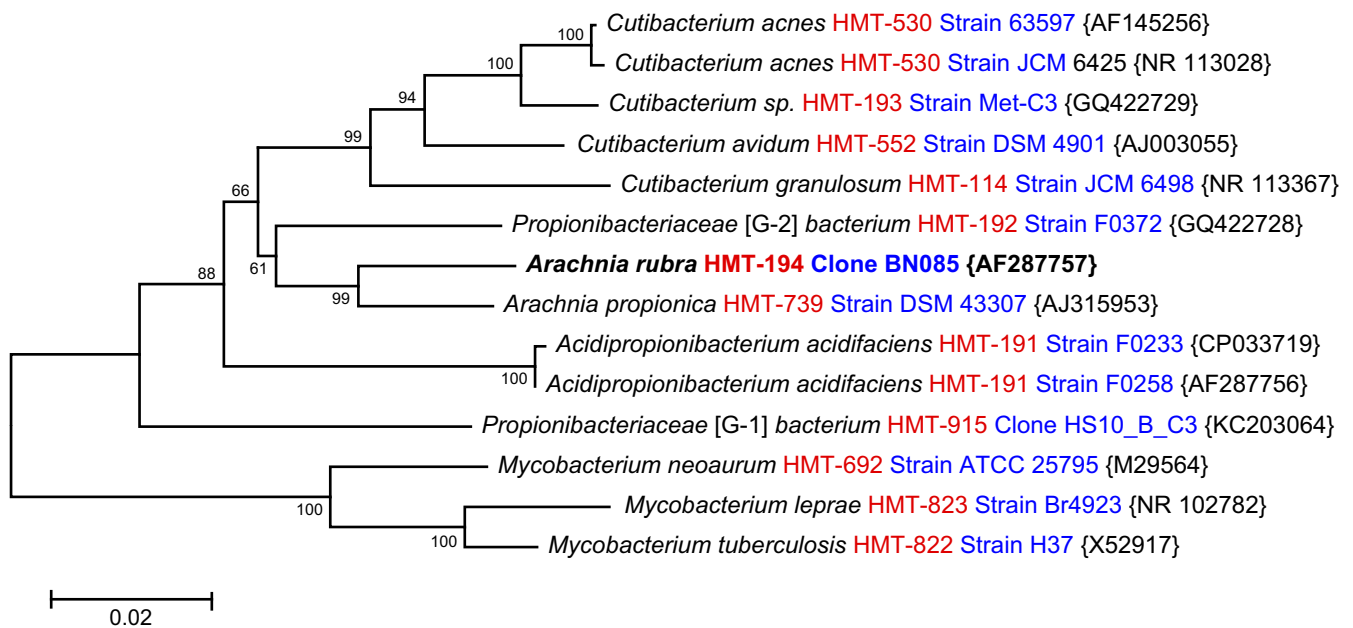 Cutibacterium acnes HMT-530 Strain 63597 {AF145256}
100
Cutibacterium acnes HMT-530 Strain JCM 6425 {NR 113028}
100
Cutibacterium sp. HMT-193 Strain Met-C3 {GQ422729}
94
Cutibacterium avidum HMT-552 Strain DSM 4901 {AJ003055}
99
Cutibacterium granulosum HMT-114 Strain JCM 6498 {NR 113367}
66
Propionibacteriaceae [G-2] bacterium HMT-192 Strain F0372 {GQ422728}
61
Arachnia rubra HMT-194 Clone BN085 {AF287757}
88
99
Arachnia propionica HMT-739 Strain DSM 43307 {AJ315953}
Acidipropionibacterium acidifaciens HMT-191 Strain F0233 {CP033719}
100
Acidipropionibacterium acidifaciens HMT-191 Strain F0258 {AF287756}
Propionibacteriaceae [G-1] bacterium HMT-915 Clone HS10_B_C3 {KC203064}
Mycobacterium neoaurum HMT-692 Strain ATCC 25795 {M29564}
100
Mycobacterium leprae HMT-823 Strain Br4923 {NR 102782}
100
Mycobacterium tuberculosis HMT-822 Strain H37 {X52917}
0.02